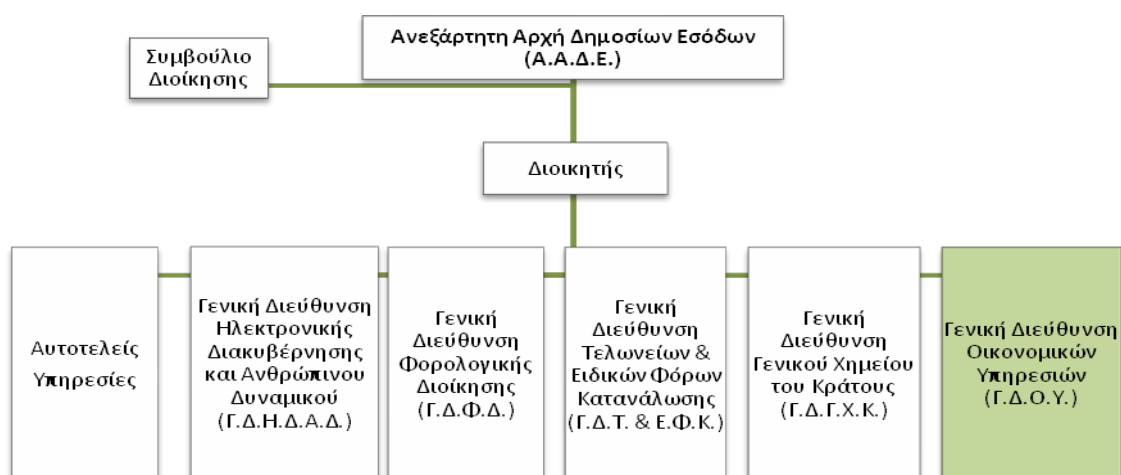 Ανεξάρτητη Αρχή Δημοσίων Εσόδων
(Α.Α.Δ.Ε.)
Συμβούλιο
Διοίκησης
Διοικητής
Αυτοτελείς
Υπηρεσίες
Γενική Διεύθυνση
Ηλεκτρονικής
Διακυβέρνησης
και Ανθρώπινου
Δυναμικού
(Γ.Δ.Η.Δ.Α.Δ.)
Γενική
Διεύθυνση
Φορολογικής
Διοίκησης
(Γ.Δ.Φ.Δ.)
Γενική
Διεύθυνση
Τελωνείων &
Ειδικών Φόρων
Κατανάλωσης
(Γ.Δ.Τ. & Ε.Φ.Κ.)
Γενική
Διεύθυνση
Γενικού Χημείου
του Κράτους
(Γ.Δ.Γ.Χ.Κ.)
Γενική Διεύθυνση
Οικονομικών
Υπηρεσιών
(Γ.Δ.Ο.Υ.)